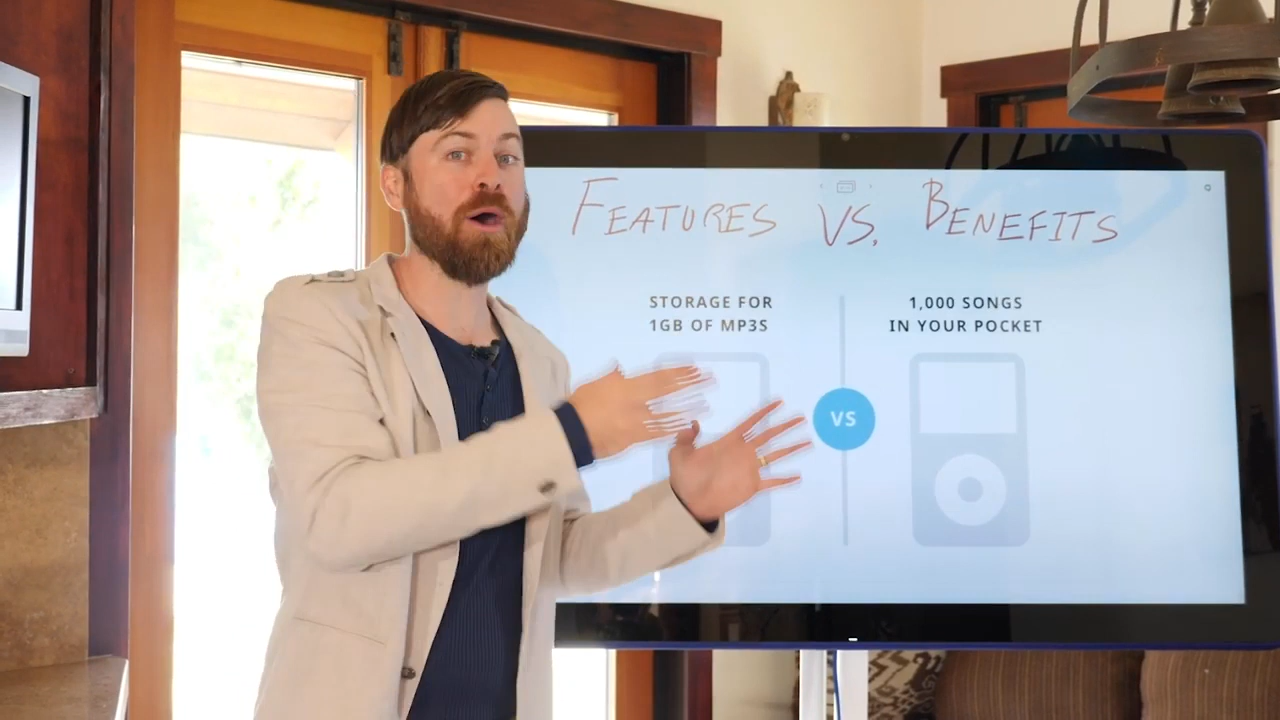 FEATURES VS. BENEFITS
STORAGE FOR
1GB OF MP3S
VS
1,000 SONGS
IN YOUR POCKET